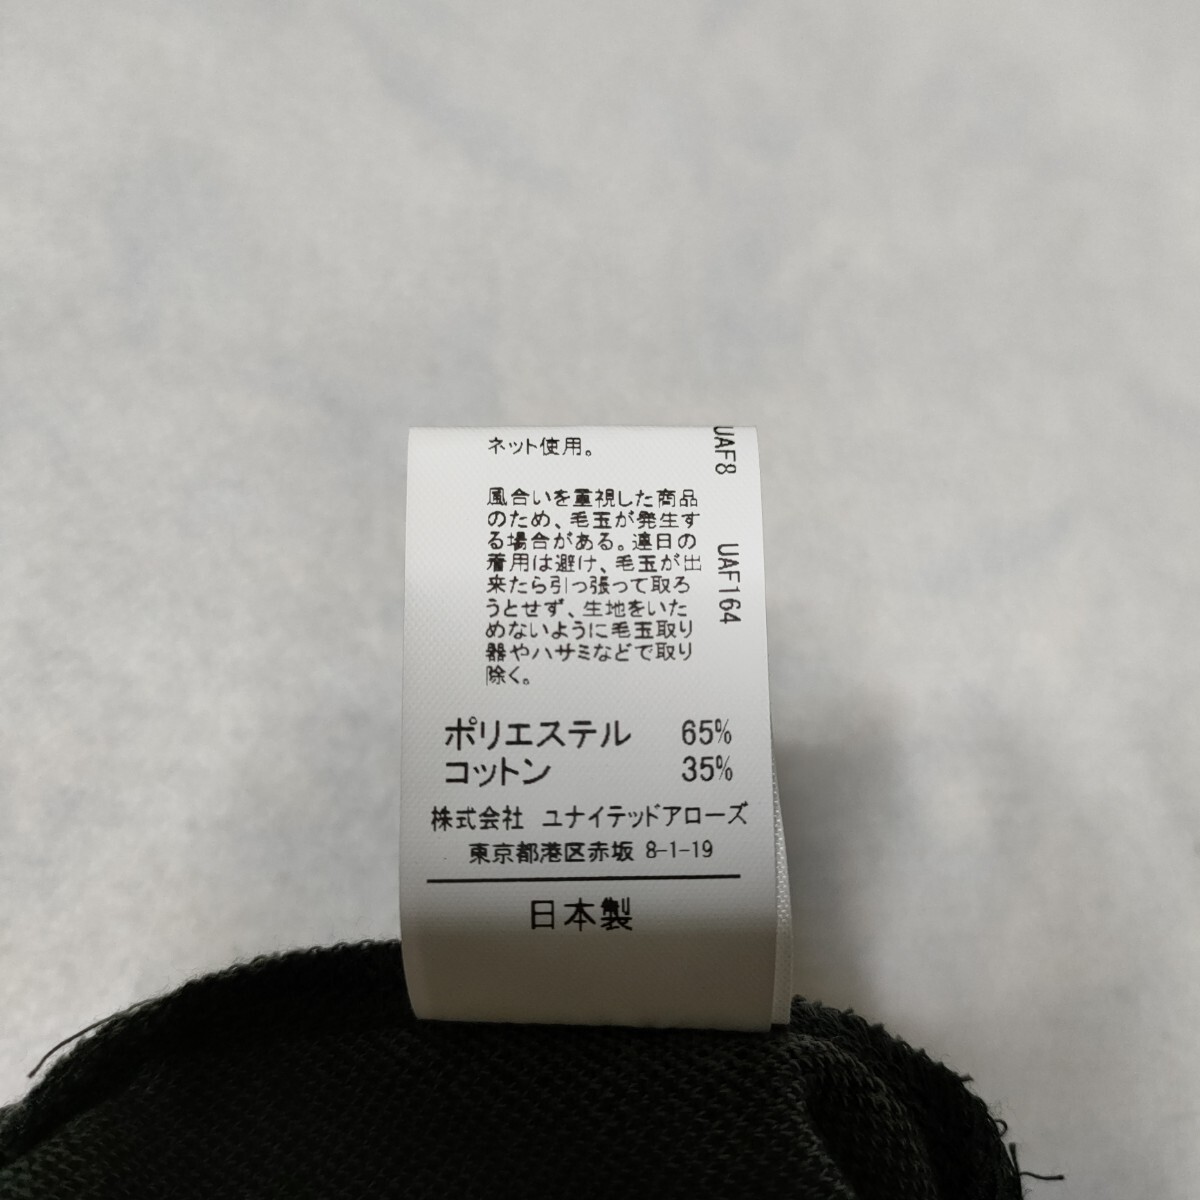 ネット使用。
風合いを重視した商品
のため、毛玉が発生す
る場合がある。連日の
着用は避け、毛玉が出
来たら引っ張って取ろ
うとせず、生地をいた
めないように毛玉取り
器やハサミなどで取り
除く。
UAF8 UAF164
ポリエステル 65%
コットン 35%
株式会社 ユナイテッドアローズ
東京都港区赤坂 8-1-19
日本製